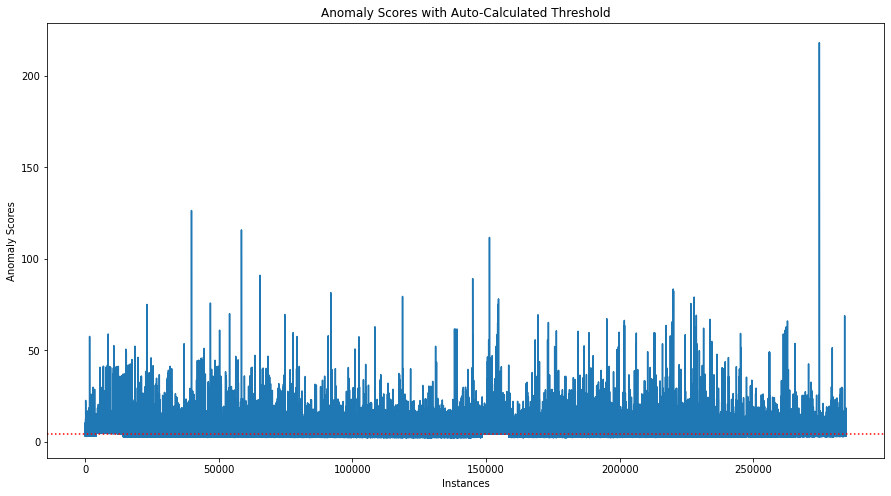 Anomaly Scores with Auto-Calculated Threshold
200
150
100
50
0
Anomaly Scores
0 50000 100000 150000 200000 250000
Instances